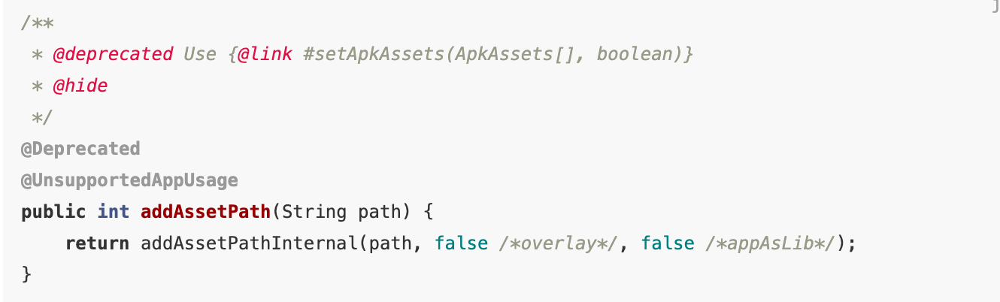 /**
 * @deprecated Use {@link #setApkAssets(ApkAssets[], boolean)}
 * @hide
 */
@Deprecated
@UnsupportedAppUsage
public int addAssetPath(String path) {
    return addAssetPathInternal(path, false /*overlay*/, false /*appAsLib*/);
}